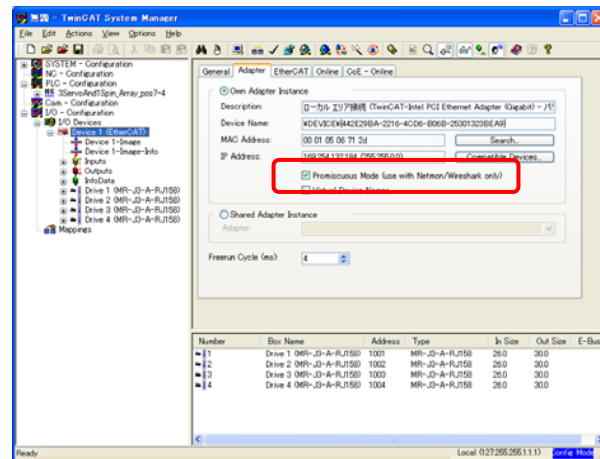 無題 - TwinCAT System Manager
File Edit Actions View Options Help
SYSTEM - Configuration
NC - Configuration
PLC - Configuration
3ServoAnd1Spin_Array_pos7-4
Cam - Configuration
I/O - Configuration
I/O Devices
Device 1 (EtherCAT)
Device 1-Image
Device 1-Image-Info
Inputs
Outputs
InfoData
Drive 1 (MR-J3-A-RJ158)
Drive 2 (MR-J3-A-RJ158)
Drive 3 (MR-J3-A-RJ158)
Drive 4 (MR-J3-A-RJ158)
Mappings
General Adapter EtherCAT Online CoE - Online
Own Adapter Instance
Description: ローカル エリア接続 (TwinCAT-Intel PCI Ethernet Adapter (Gigabit) - パケ
Device Name: ¥DEVICE¥{442E29BA-2216-4CD6-B06B-25301323BEA9}
MAC Address: 00 01 05 06 71 2d Search...
IP Address: 169.254.132.184 (255.255.0.0) Compatible Devices...
Promiscuous Mode (use with Netmon/Wireshark only)
Virtual Device Names
Shared Adapter Instance
Adapter:
Freerun Cycle (ms): 4
Number Box Name Address Type In Size Out Size E-Bus
1 Drive 1 (MR-J3-A-RJ158) 1001 MR-J3-A-RJ158 26.0 30.0
2 Drive 2 (MR-J3-A-RJ158) 1002 MR-J3-A-RJ158 26.0 30.0
3 Drive 3 (MR-J3-A-RJ158) 1003 MR-J3-A-RJ158 26.0 30.0
4 Drive 4 (MR-J3-A-RJ158) 1004 MR-J3-A-RJ158 26.0 30.0
Ready Local (127.255.255.1.1.1) Config Mode